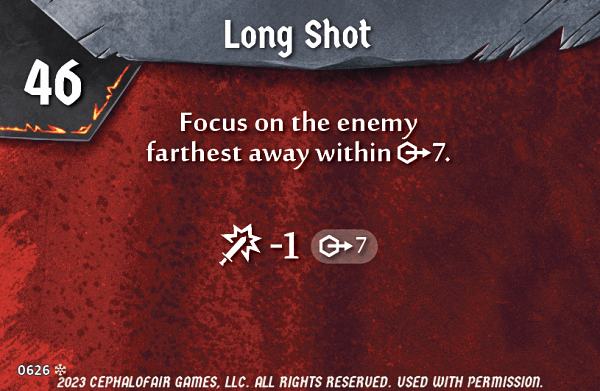 Long Shot
46
Focus on the enemy
farthest away within 7.
-1 7
0626
2023 CEPHALOFAIR GAMES, LLC. ALL RIGHTS RESERVED. USED WITH PERMISSION.